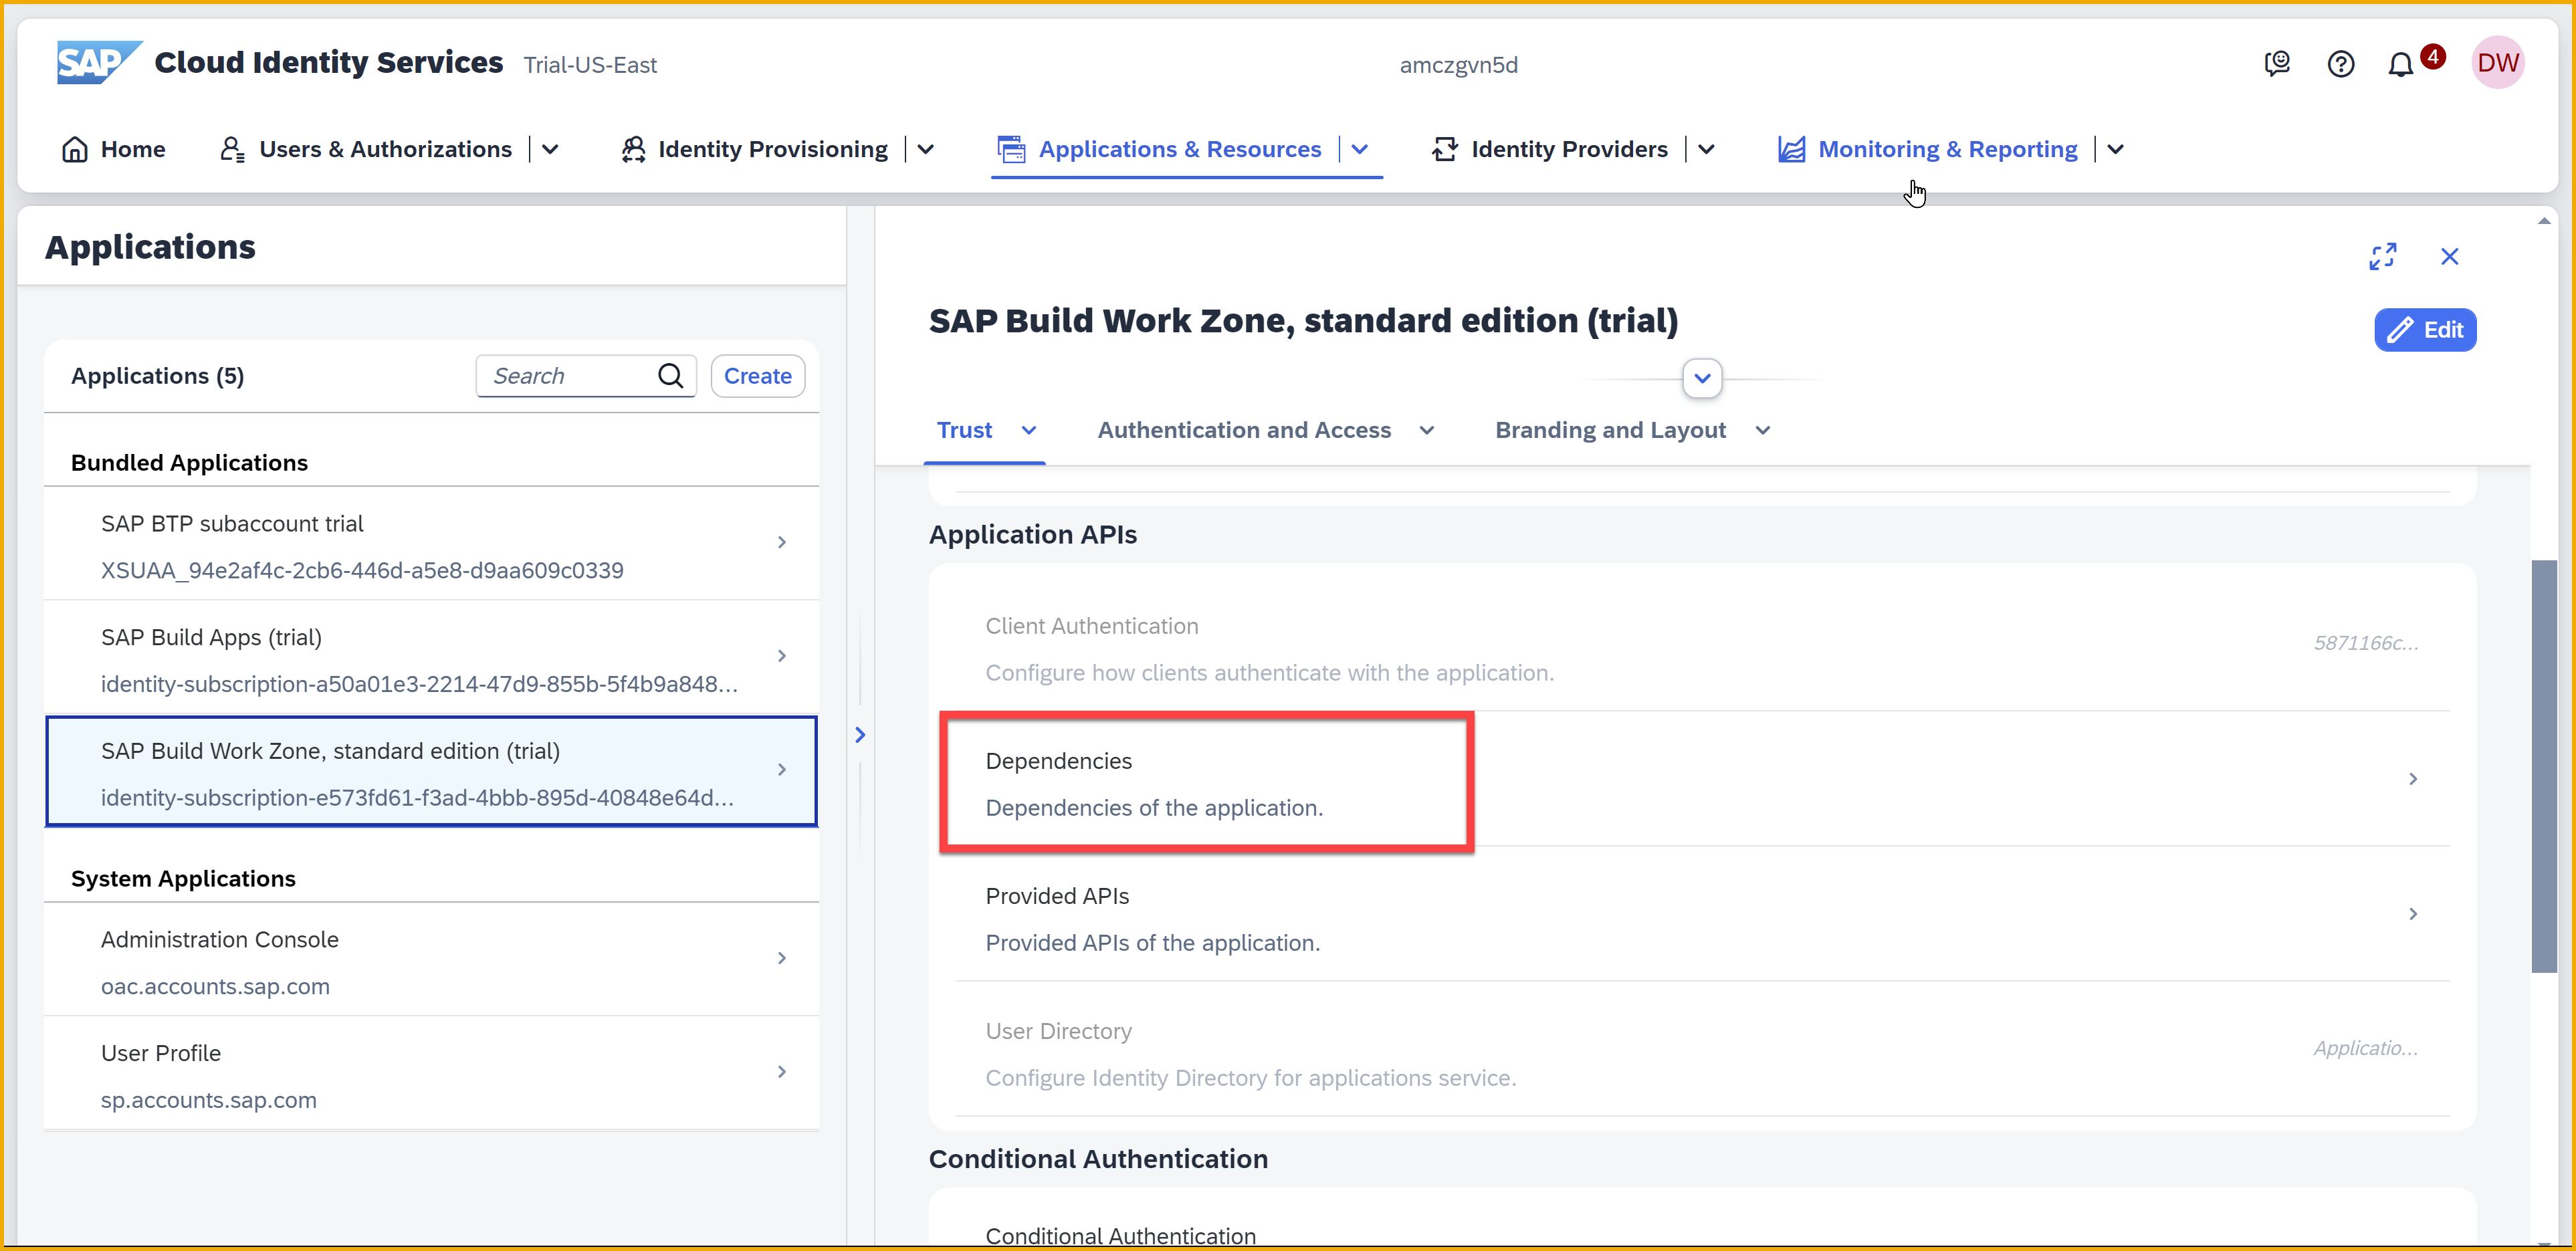 SAP Cloud Identity Services Trial-US-East amczgvn5d 4 DW
Home Users & Authorizations Identity Provisioning Applications & Resources Identity Providers Monitoring & Reporting
Applications
Applications (5) Search Create
Bundled Applications
SAP BTP subaccount trial
XSUAA_94e2af4c-2cb6-446d-a5e8-d9aa609c0339
SAP Build Apps (trial)
identity-subscription-a50a01e3-2214-47d9-855b-5f4b9a848...
SAP Build Work Zone, standard edition (trial)
identity-subscription-e573fd61-f3ad-4bbb-895d-40848e64d...
System Applications
Administration Console
oac.accounts.sap.com
User Profile
sp.accounts.sap.com
SAP Build Work Zone, standard edition (trial)
Edit
Trust Authentication and Access Branding and Layout
Application APIs
Client Authentication
5871166c...
Configure how clients authenticate with the application.
Dependencies
Dependencies of the application.
Provided APIs
Provided APIs of the application.
User Directory
Applicatio...
Configure Identity Directory for applications service.
Conditional Authentication
Conditional Authentication